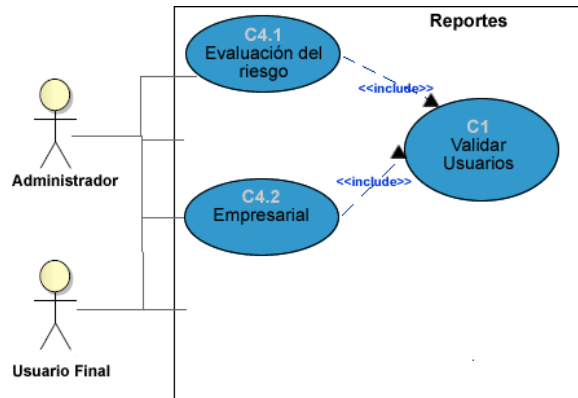 Reportes
C4.1
Evaluación del
riesgo
<<include>>
C1
Validar
Usuarios
Administrador
<<include>>
C4.2
Empresarial
Usuario Final